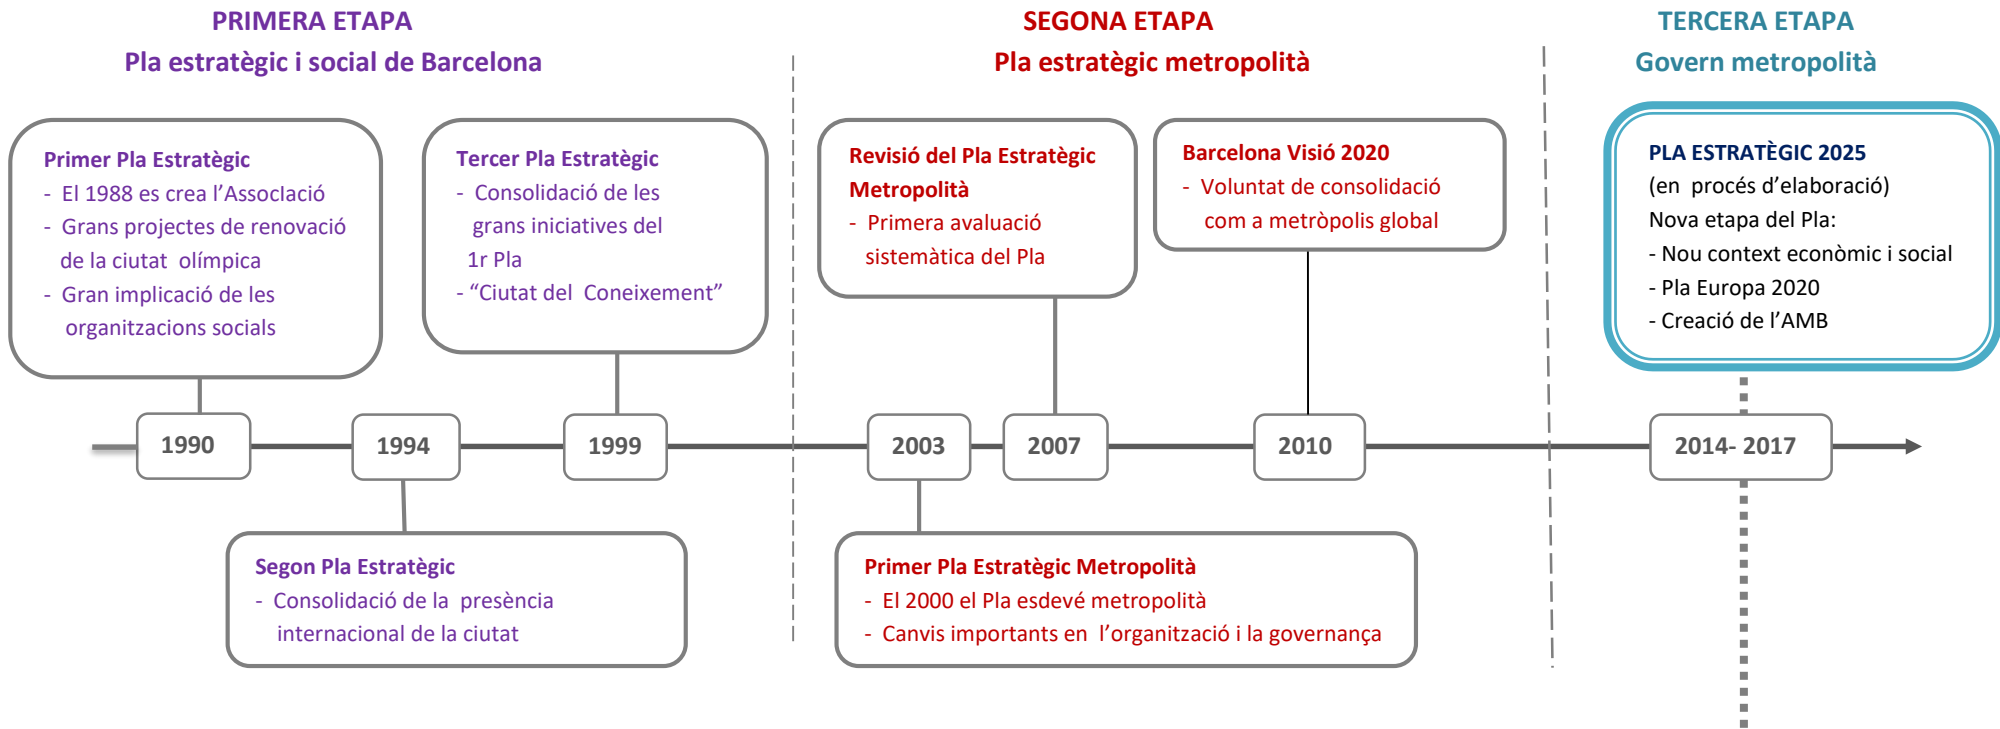 PRIMERA ETAPA
Pla estratègic i social de Barcelona
SEGONA ETAPA
Pla estratègic metropolità
TERCERA ETAPA
Govern metropolità
Primer Pla Estratègic
- El 1988 es crea l’AssocIació
- Grans projectes de renovació
de la ciutat olímpica
- Gran implicació de les
organitzacions socials
Tercer Pla Estratègic
- Consolidació de les
grans iniciatives del
1r Pla
- “Ciutat del Coneixement”
Revisió del Pla Estratègic
Metropolità
- Primera avaluació
sistemàtica del Pla
Barcelona Visió 2020
- Voluntat de consolidació
com a metròpolis global
PLA ESTRATÈGIC 2025
(en procés d’elaboració)
Nova etapa del Pla:
- Nou context econòmic i social
- Pla Europa 2020
- Creació de l’AMB
1990
1994
1999
2003
2007
2010
2014- 2017
Segon Pla Estratègic
- Consolidació de la presència
internacional de la ciutat
Primer Pla Estratègic Metropolità
- El 2000 el Pla esdevé metropolità
- Canvis importants en l’organització i la governança